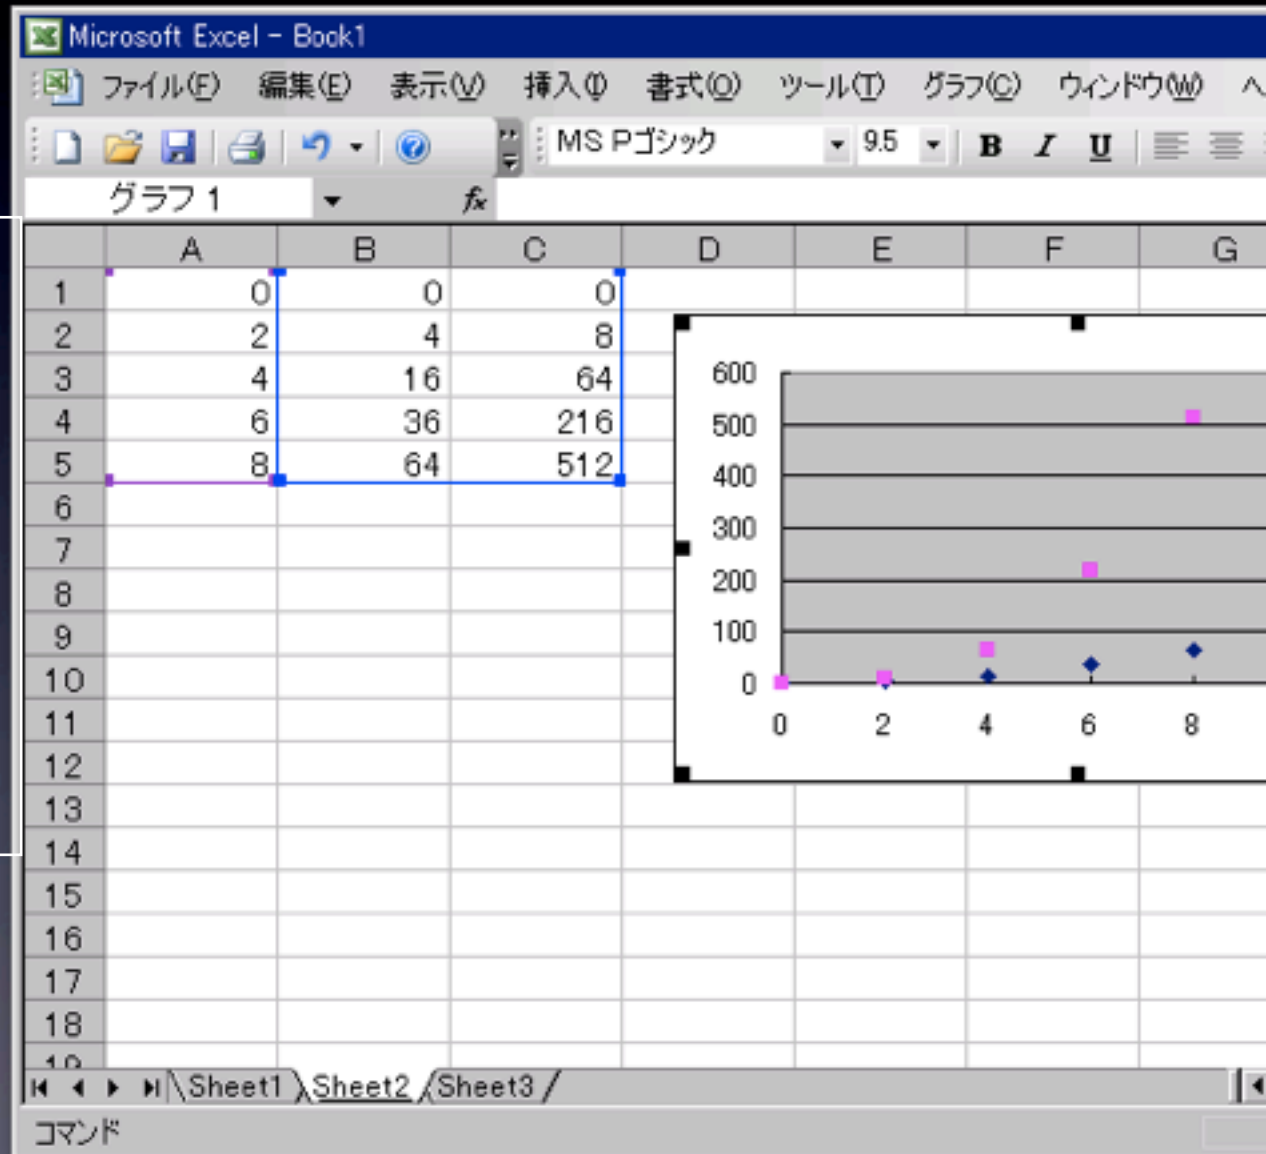 Microsoft Excel - Book1
ファイル(F) 編集(E) 表示(V) 挿入(I) 書式(O) ツール(T) グラフ(C) ウィンドウ(W) ヘ
MS Pゴシック 9.5 B I U
グラフ 1 fx
A B C D E F G
1 0 0 0
2 2 4 8
3 4 16 64
4 6 36 216
5 8 64 512
6
7
8
9
10
11
12
13
14
15
16
17
18
19
600
500
400
300
200
100
0
0 2 4 6 8
Sheet1 Sheet2 Sheet3
コマンド